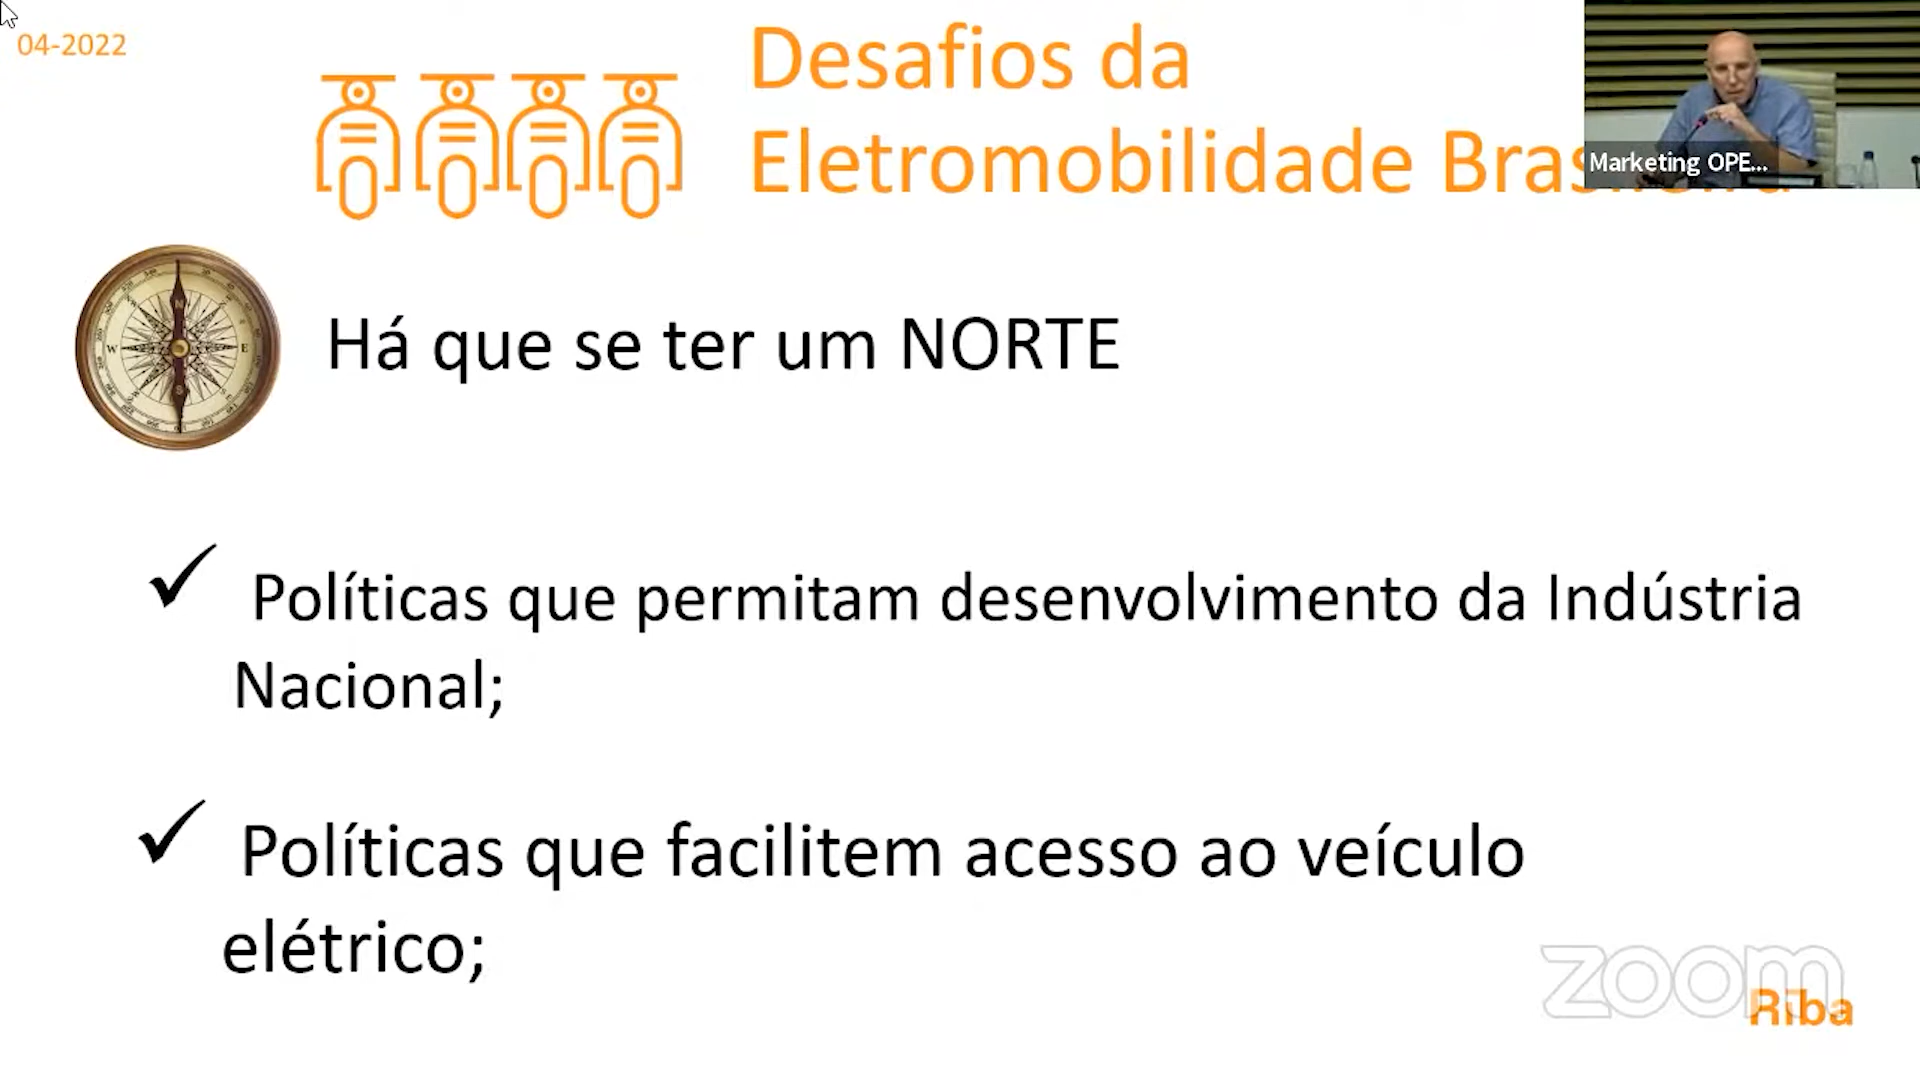 04-2022
Desafios da
Eletromobilidade Bras
Marketing OPE...
N
W
E
S
Há que se ter um NORTE
Políticas que permitam desenvolvimento da Indústria
Nacional;
Políticas que facilitem acesso ao veículo
elétrico;
zoom
Riba